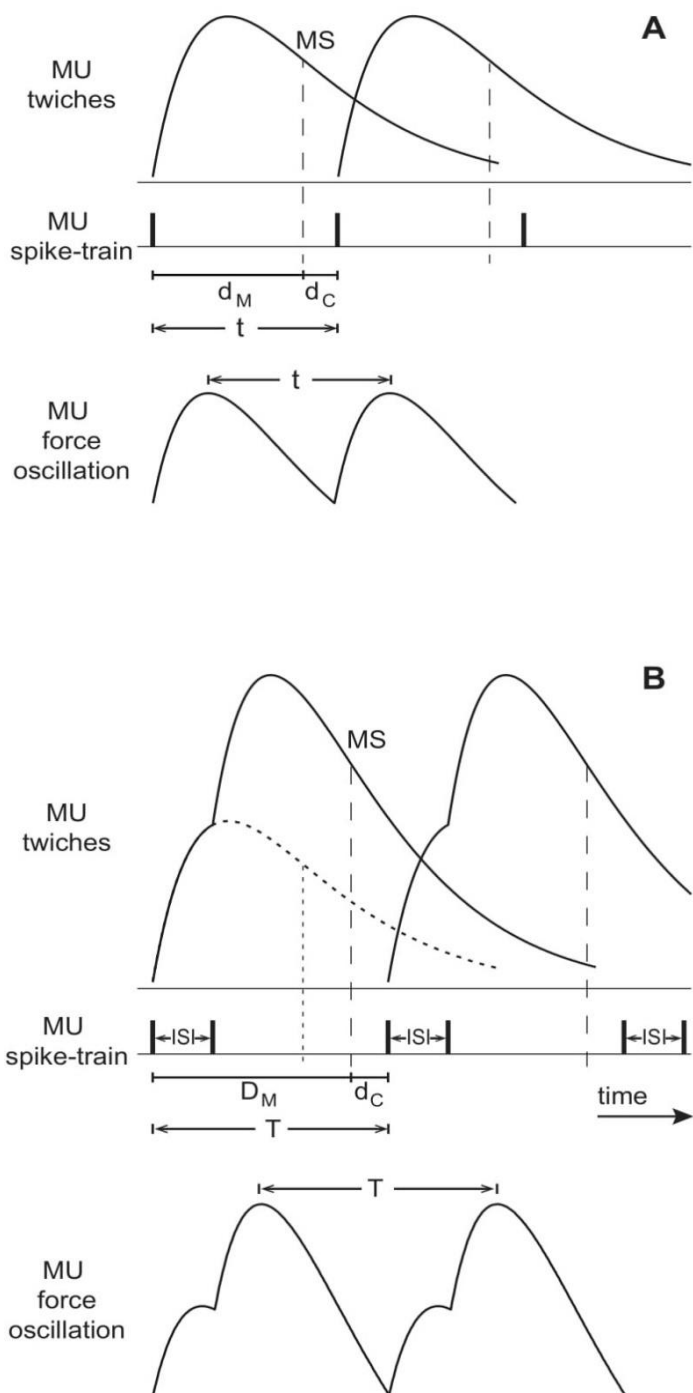 A
MU
twiches
MS
MU
spike-train
d_M
d_C
t
t
MU
force
oscillation
B
MU
twiches
MS
MU
spike-train
ISI
ISI
ISI
D_M
d_C
time
T
T
MU
force
oscillation